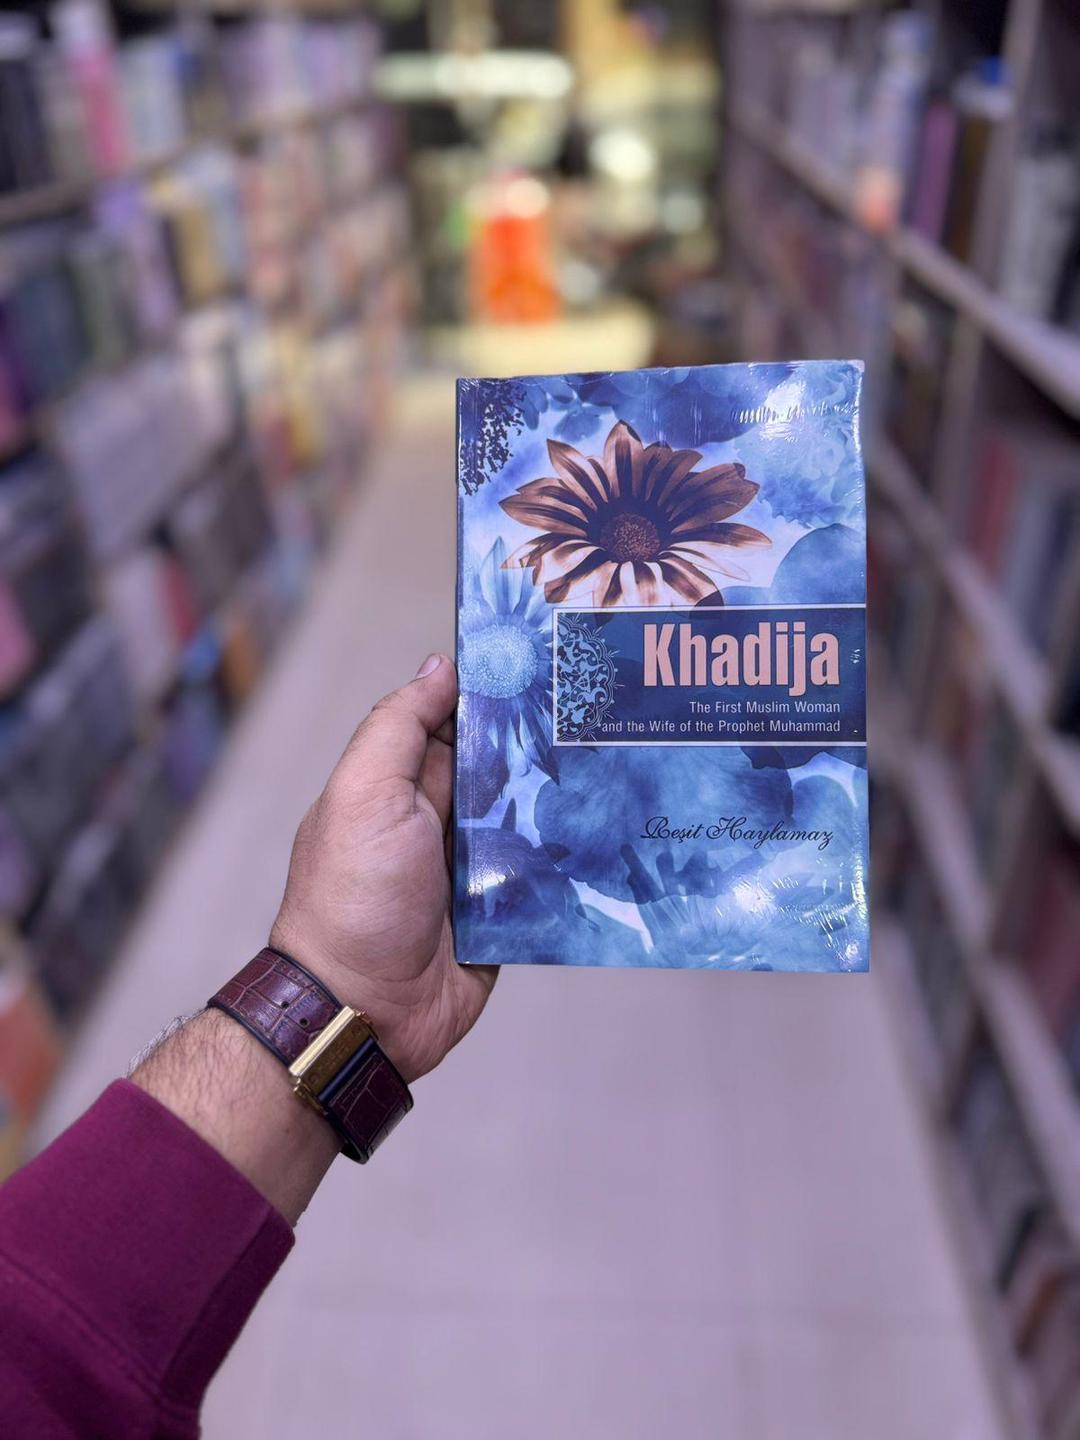 Khadija
The First Muslim Woman
and the Wife of the Prophet Muhammad
Reşit Haylamaz